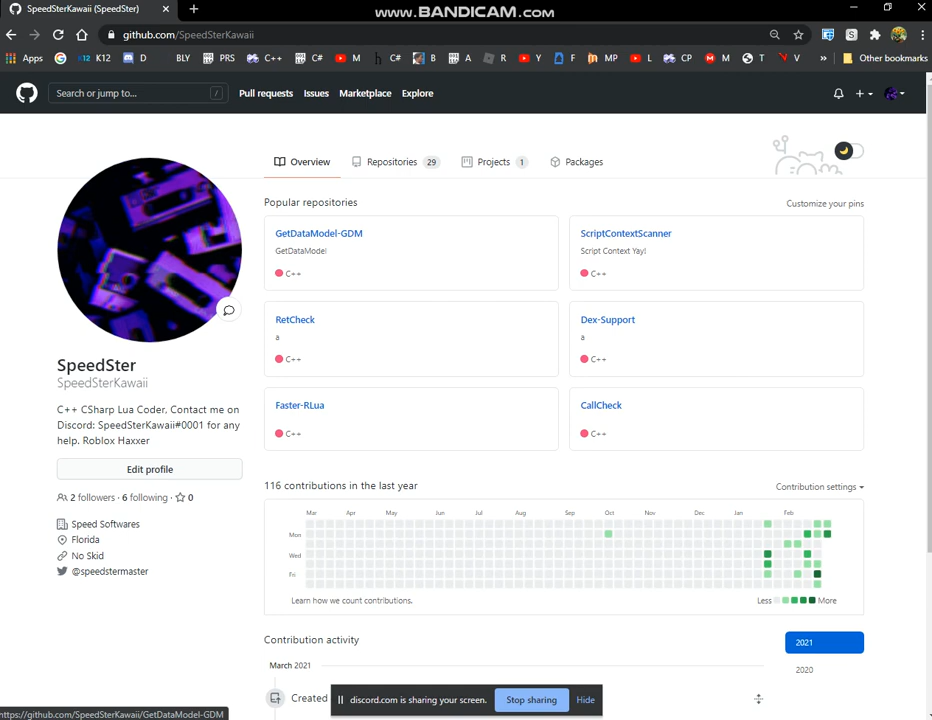 SpeedSterKawaii (SpeedSter)
www.BANDICAM.com
github.com/SpeedSterKawaii
Apps K12 K12 D BLY PRS C++ C# M C# B A R Y F MP L CP M T V » Other bookmarks
Search or jump to... / Pull requests Issues Marketplace Explore
Overview Repositories 29 Projects 1 Packages
Popular repositories Customize your pins
GetDataModel-GDM
GetDataModel
C++
ScriptContextScanner
Script Context Yay!
C++
RetCheck
a
C++
Dex-Support
a
C++
Faster-RLua
C++
CallCheck
C++
SpeedSter
SpeedSterKawaii
C++ CSharp Lua Coder, Contact me on
Discord: SpeedSterKawaii#0001 for any
help. Roblox Haxxer
Edit profile
2 followers · 6 following · 0
Speed Softwares
Florida
No Skid
@speedstermaster
116 contributions in the last year Contribution settings
Mar Apr May Jun Jul Aug Sep Oct Nov Dec Jan Feb
Mon
Wed
Fri
Learn how we count contributions. Less More
Contribution activity
2021
2020
March 2021
Created
discord.com is sharing your screen. Stop sharing Hide
https://github.com/SpeedSterKawaii/GetDataModel-GDM